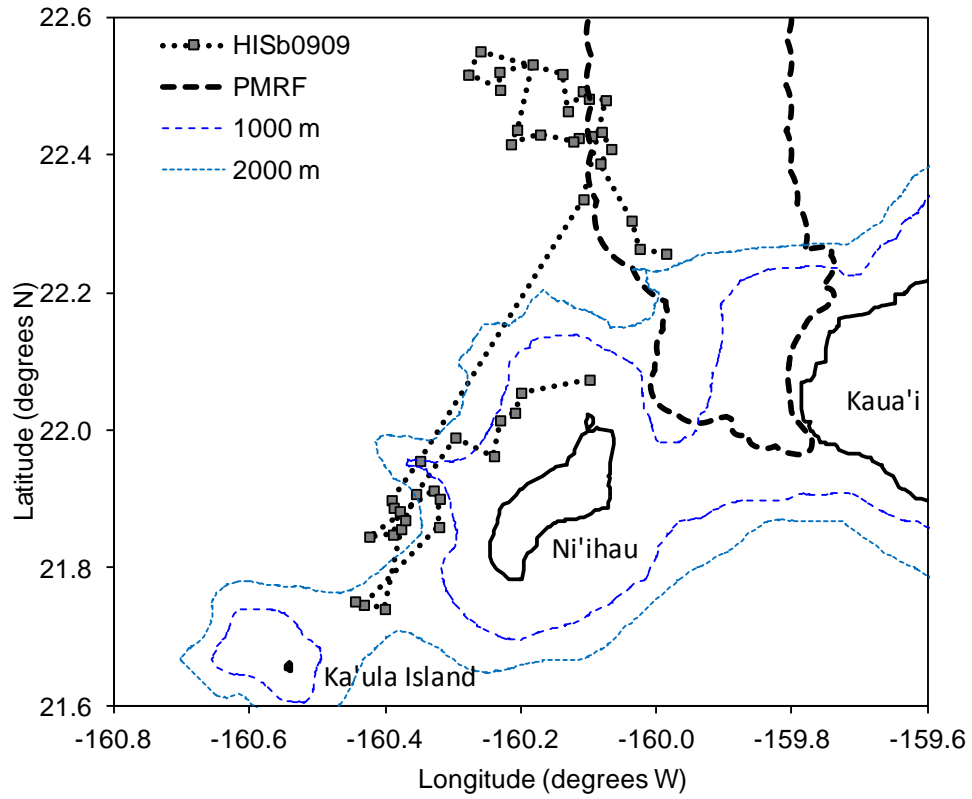 22.6
22.4
22.2
22.0
21.8
21.6
Latitude (degrees N)
HISb0909
PMRF
1000 m
2000 m
Kaua'i
Ni'ihau
Ka'ula Island
-160.8 -160.6 -160.4 -160.2 -160.0 -159.8 -159.6
Longitude (degrees W)